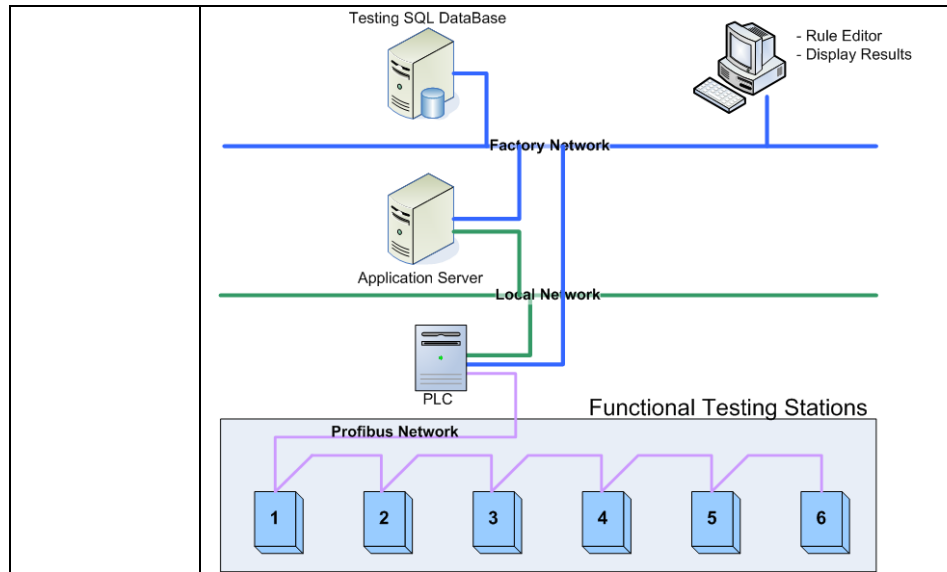 Testing SQL DataBase
- Rule Editor
- Display Results
Factory Network
Application Server
Local Network
PLC
Functional Testing Stations
Profibus Network
1
2
3
4
5
6